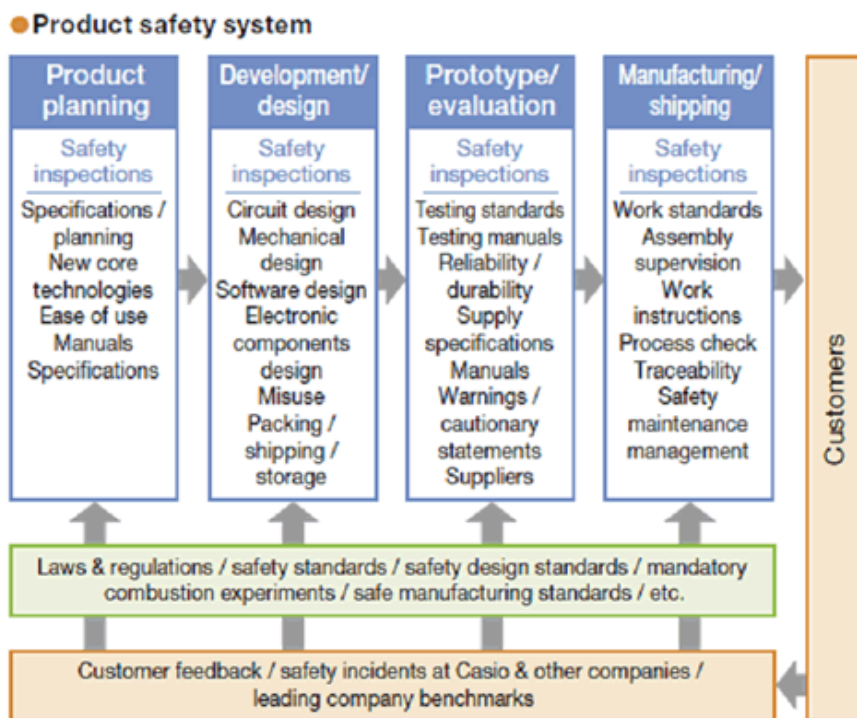 Product safety system
Product
planning
Safety
inspections
Specifications /
planning
New core
technologies
Ease of use
Manuals
Specifications
Development/
design
Safety
inspections
Circuit design
Mechanical
design
Software design
Electronic
components
design
Misuse
Packing /
shipping /
storage
Prototype/
evaluation
Safety
inspections
Testing standards
Testing manuals
Reliability /
durability
Supply
specifications
Manuals
Warnings /
cautionary
statements
Suppliers
Manufacturing/
shipping
Safety
inspections
Work standards
Assembly
supervision
Work
instructions
Process check
Traceability
Safety
maintenance
management
Customers
Laws & regulations / safety standards / safety design standards / mandatory
combustion experiments / safe manufacturing standards / etc.
Customer feedback / safety incidents at Casio & other companies /
leading company benchmarks